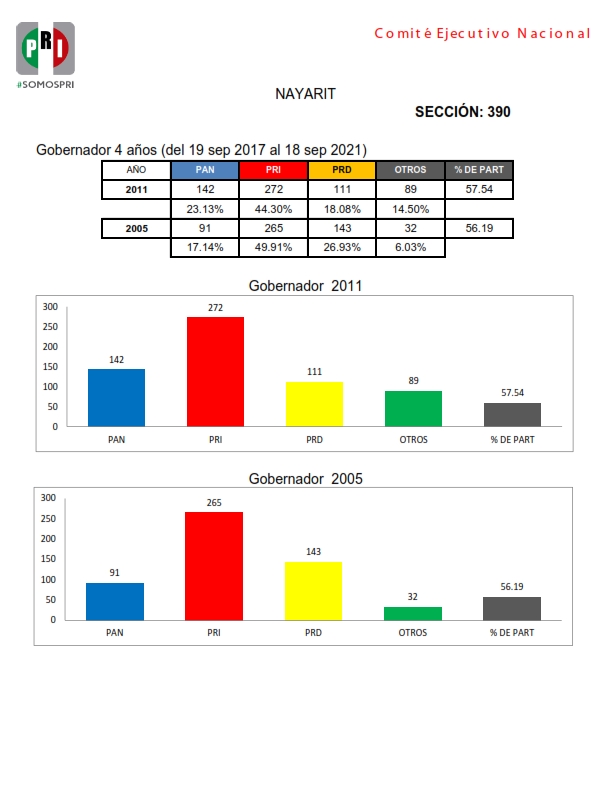 PRI
#SOMOSPRI
Comité Ejecutivo Nacional
NAYARIT
SECCIÓN: 390
Gobernador 4 años (del 19 sep 2017 al 18 sep 2021)
AÑO PAN PRI PRD OTROS % DE PART
2011 142 272 111 89 57.54
23.13% 44.30% 18.08% 14.50%
2005 91 265 143 32 56.19
17.14% 49.91% 26.93% 6.03%
Gobernador 2011
300
250
200
150
100
50
0
142
272
111
89
57.54
PAN PRI PRD OTROS % DE PART
Gobernador 2005
300
250
200
150
100
50
0
91
265
143
32
56.19
PAN PRI PRD OTROS % DE PART